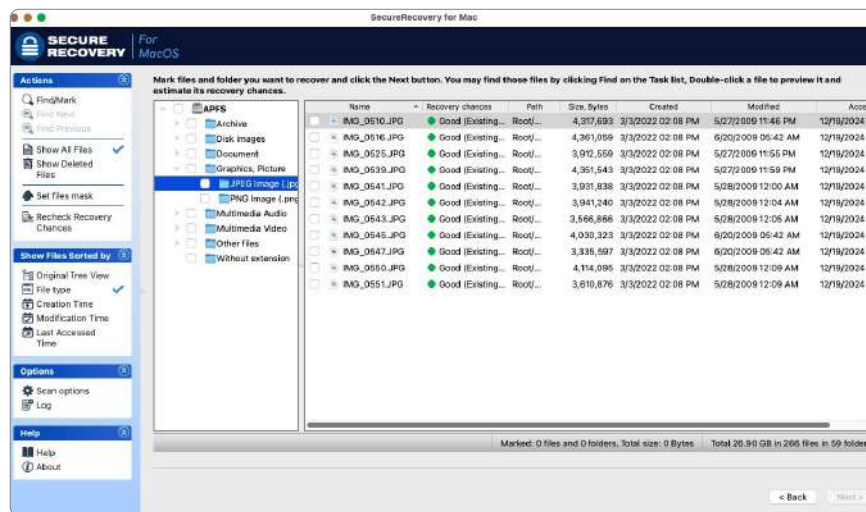 SecureRecovery for Mac
SECURE RECOVERY
For MacOS
Actions
Find/Mark
Find Next
Find Previous
Show All Files
Show Deleted Files
Set files mask
Recheck Recovery Chances
Show Files Sorted by
Original Tree View
File type
Creation Time
Modification Time
Last Accessed Time
Options
Scan options
Log
Help
Help
About
Mark files and folder you want to recover and click the Next button. You may find those files by clicking Find on the Task list, Double-click a file to preview it and
estimate its recovery chances.
APFS
Archive
Disk images
Document
Graphics, Picture
JPEG Image (.jpg
PNG Image (.png
Multimedia Audio
Multimedia Video
Other files
Without extension
Name Recovery chances Path Size, Bytes Created Modified Acce
IMG_0510.JPG Good (Existing... Root/... 4,317,693 3/3/2022 02:08 PM 5/27/2009 11:46 PM 12/19/2024
IMG_0516.JPG Good (Existing... Root/... 4,361,059 3/3/2022 02:08 PM 6/20/2009 05:42 AM 12/19/2024
IMG_0525.JPG Good (Existing... Root/... 3,912,559 3/3/2022 02:08 PM 5/27/2009 11:55 PM 12/19/2024
IMG_0539.JPG Good (Existing... Root/... 4,351,543 3/3/2022 02:08 PM 5/27/2009 11:59 PM 12/19/2024
IMG_0541.JPG Good (Existing... Root/... 3,931,838 3/3/2022 02:08 PM 5/28/2009 12:00 AM 12/19/2024
IMG_0542.JPG Good (Existing... Root/... 3,941,240 3/3/2022 02:08 PM 5/28/2009 12:04 AM 12/19/2024
IMG_0543.JPG Good (Existing... Root/... 3,566,866 3/3/2022 02:08 PM 5/28/2009 12:05 AM 12/19/2024
IMG_0545.JPG Good (Existing... Root/... 4,030,323 3/3/2022 02:08 PM 6/20/2009 05:42 AM 12/19/2024
IMG_0547.JPG Good (Existing... Root/... 3,335,597 3/3/2022 02:08 PM 6/20/2009 05:42 AM 12/19/2024
IMG_0550.JPG Good (Existing... Root/... 4,114,095 3/3/2022 02:08 PM 5/28/2009 12:09 AM 12/19/2024
IMG_0551.JPG Good (Existing... Root/... 3,610,876 3/3/2022 02:08 PM 5/28/2009 12:09 AM 12/19/2024
Marked: 0 files and 0 folders. Total size: 0 Bytes Total 26.90 GB in 266 files in 59 folder
< Back Next >